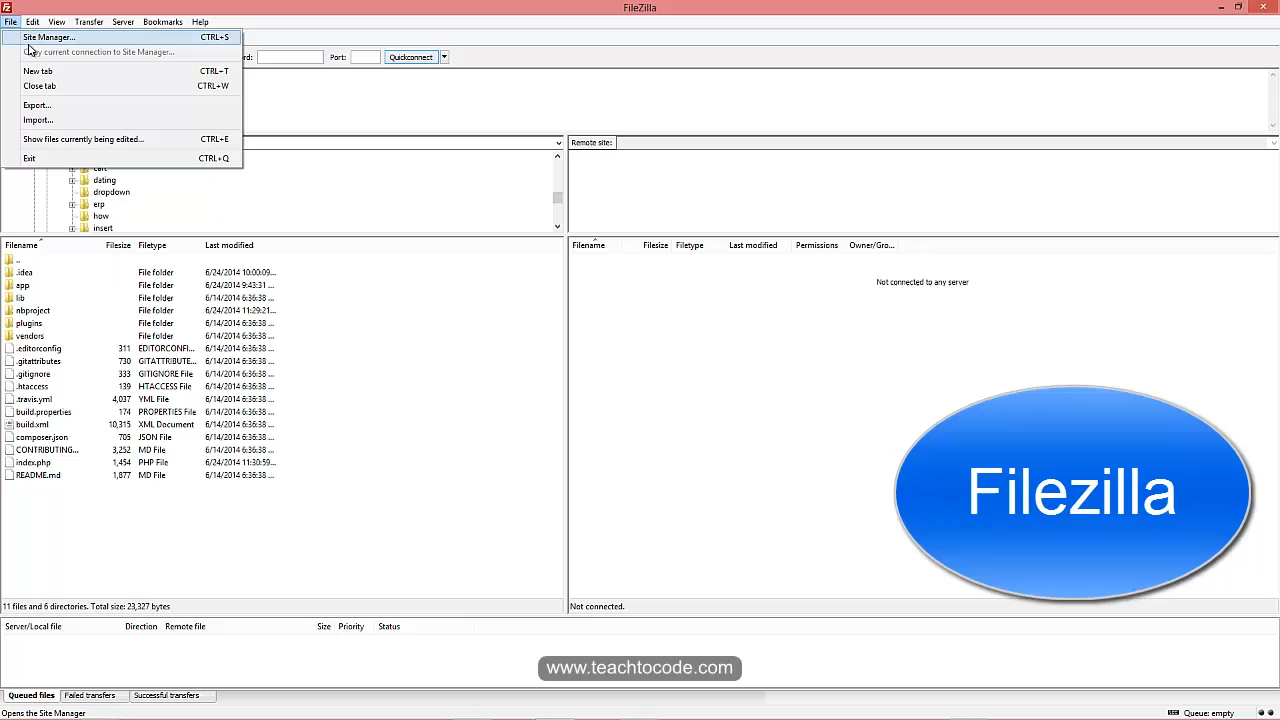 FileZilla
File Edit View Transfer Server Bookmarks Help
Site Manager... CTRL+S
Copy current connection to Site Manager...
New tab CTRL+T
Close tab CTRL+W
Export...
Import...
Show files currently being edited... CTRL+E
Exit CTRL+Q
Port: Quickconnect
Remote site:
dating
dropdown
erp
how
insert
Filename Filesize Filetype Last modified
..
.idea File folder 6/24/2014 10:00:09...
app File folder 6/24/2014 9:43:31 ...
lib File folder 6/14/2014 6:36:38 ...
nbproject File folder 6/24/2014 11:29:21...
plugins File folder 6/14/2014 6:36:38 ...
vendors File folder 6/14/2014 6:36:38 ...
.editorconfig 311 EDITORCONFI... 6/14/2014 6:36:38 ...
.gitattributes 730 GITATTRIBUTE... 6/14/2014 6:36:38 ...
.gitignore 333 GITIGNORE File 6/14/2014 6:36:38 ...
.htaccess 139 HTACCESS File 6/14/2014 6:36:38 ...
.travis.yml 4,037 YML File 6/14/2014 6:36:38 ...
build.properties 174 PROPERTIES File 6/14/2014 6:36:38 ...
build.xml 10,315 XML Document 6/14/2014 6:36:38 ...
composer.json 705 JSON File 6/14/2014 6:36:38 ...
CONTRIBUTING... 3,252 MD File 6/14/2014 6:36:38 ...
index.php 1,454 PHP File 6/24/2014 11:30:59...
README.md 1,877 MD File 6/14/2014 6:36:38 ...
11 files and 6 directories. Total size: 23,327 bytes
Filename Filesize Filetype Last modified Permissions Owner/Gro...
Not connected to any server
Filezilla
Not connected.
Server/Local file Direction Remote file Size Priority Status
www.teachtocode.com
Queued files Failed transfers Successful transfers
Opens the Site Manager Queue: empty